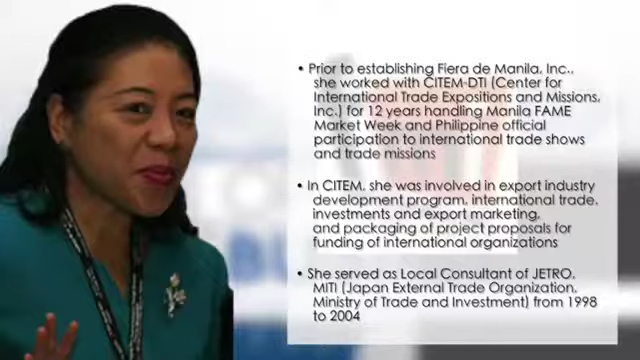 • Prior to establishing Fiera de Manila, Inc.,
she worked with CITEM-DTI (Center for
International Trade Expositions and Missions,
Inc.) for 12 years handling Manila FAME
Market Week and Philippine official
participation to international trade shows
and trade missions
• In CITEM, she was involved in export industry
development program, international trade,
investments and export marketing,
and packaging of project proposals for
funding of international organizations
• She served as Local Consultant of JETRO,
MITI (Japan External Trade Organization,
Ministry of Trade and Investment) from 1998
to 2004